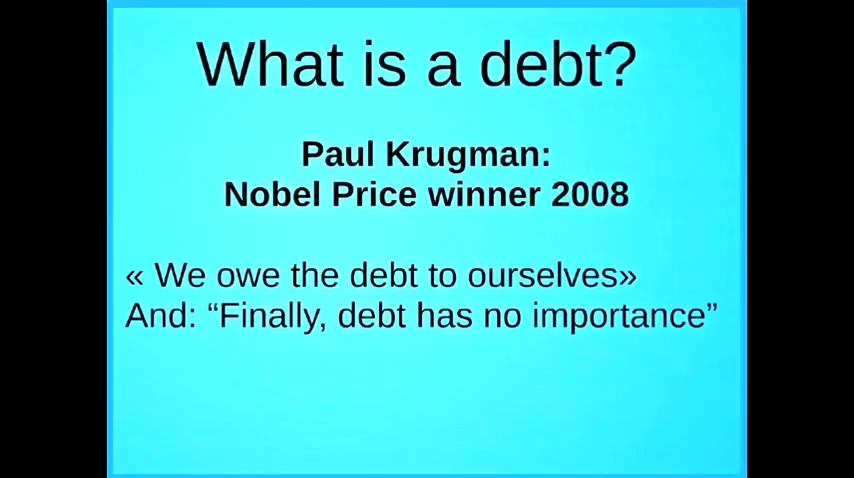 What is a debt?
Paul Krugman:
Nobel Price winner 2008
« We owe the debt to ourselves»
And: “Finally, debt has no importance”